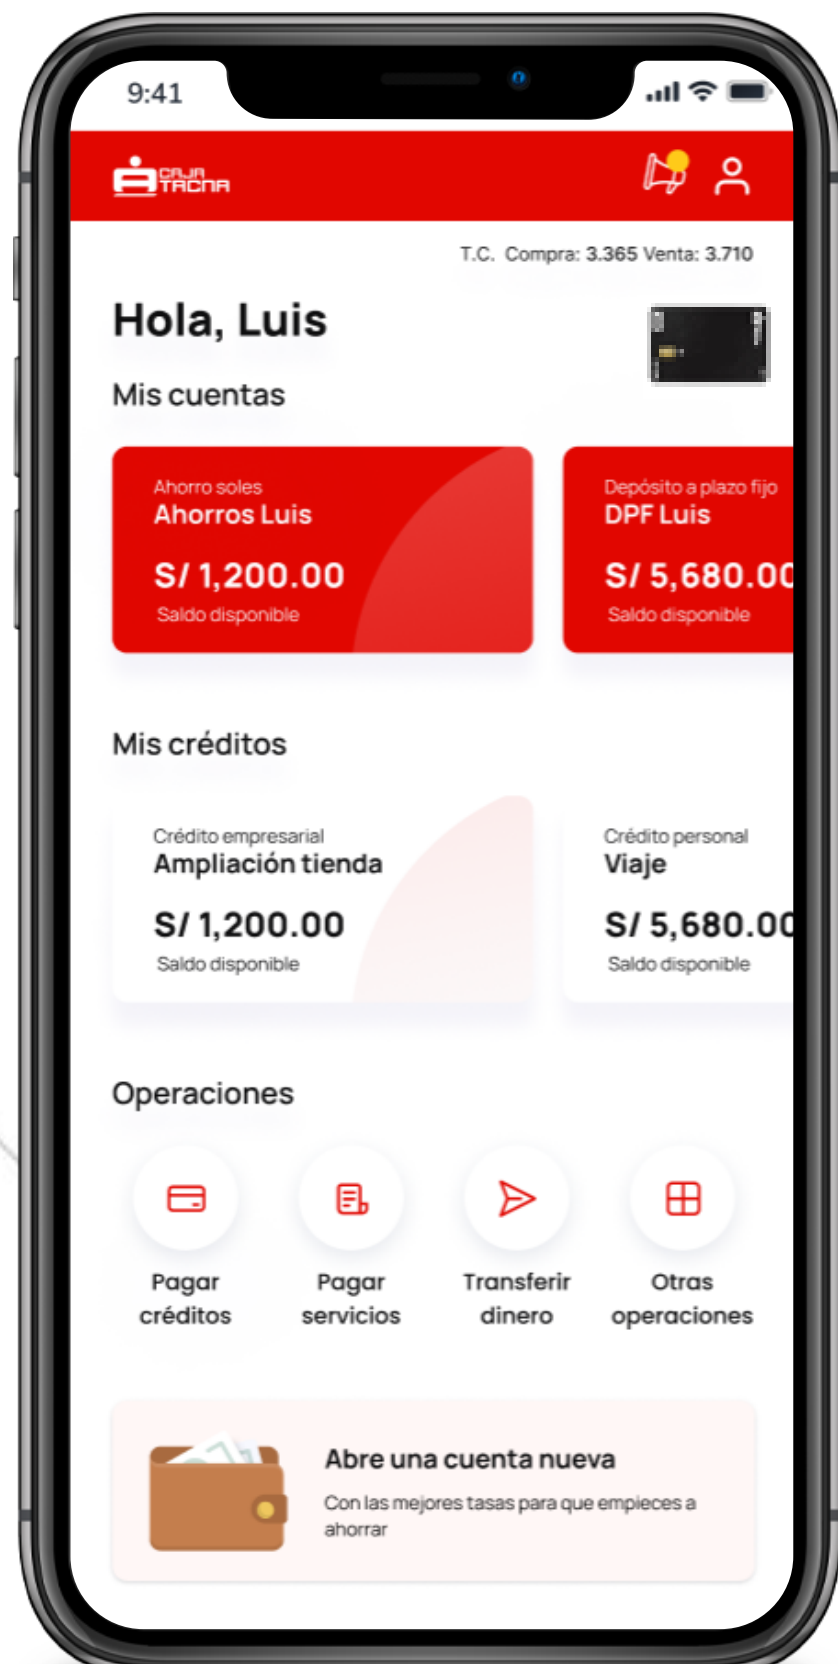 9:41
CAJA
TACNA
T.C. Compra: 3.365 Venta: 3.710
Hola, Luis
Mis cuentas
Ahorro soles
Ahorros Luis
S/ 1,200.00
Saldo disponible
Depósito a plazo fijo
DPF Luis
S/ 5,680.00
Saldo disponible
Mis créditos
Crédito empresarial
Ampliación tienda
S/ 1,200.00
Saldo disponible
Crédito personal
Viaje
S/ 5,680.00
Saldo disponible
Operaciones
Pagar
créditos
Pagar
servicios
Transferir
dinero
Otras
operaciones
Abre una cuenta nueva
Con las mejores tasas para que empieces a
ahorrar